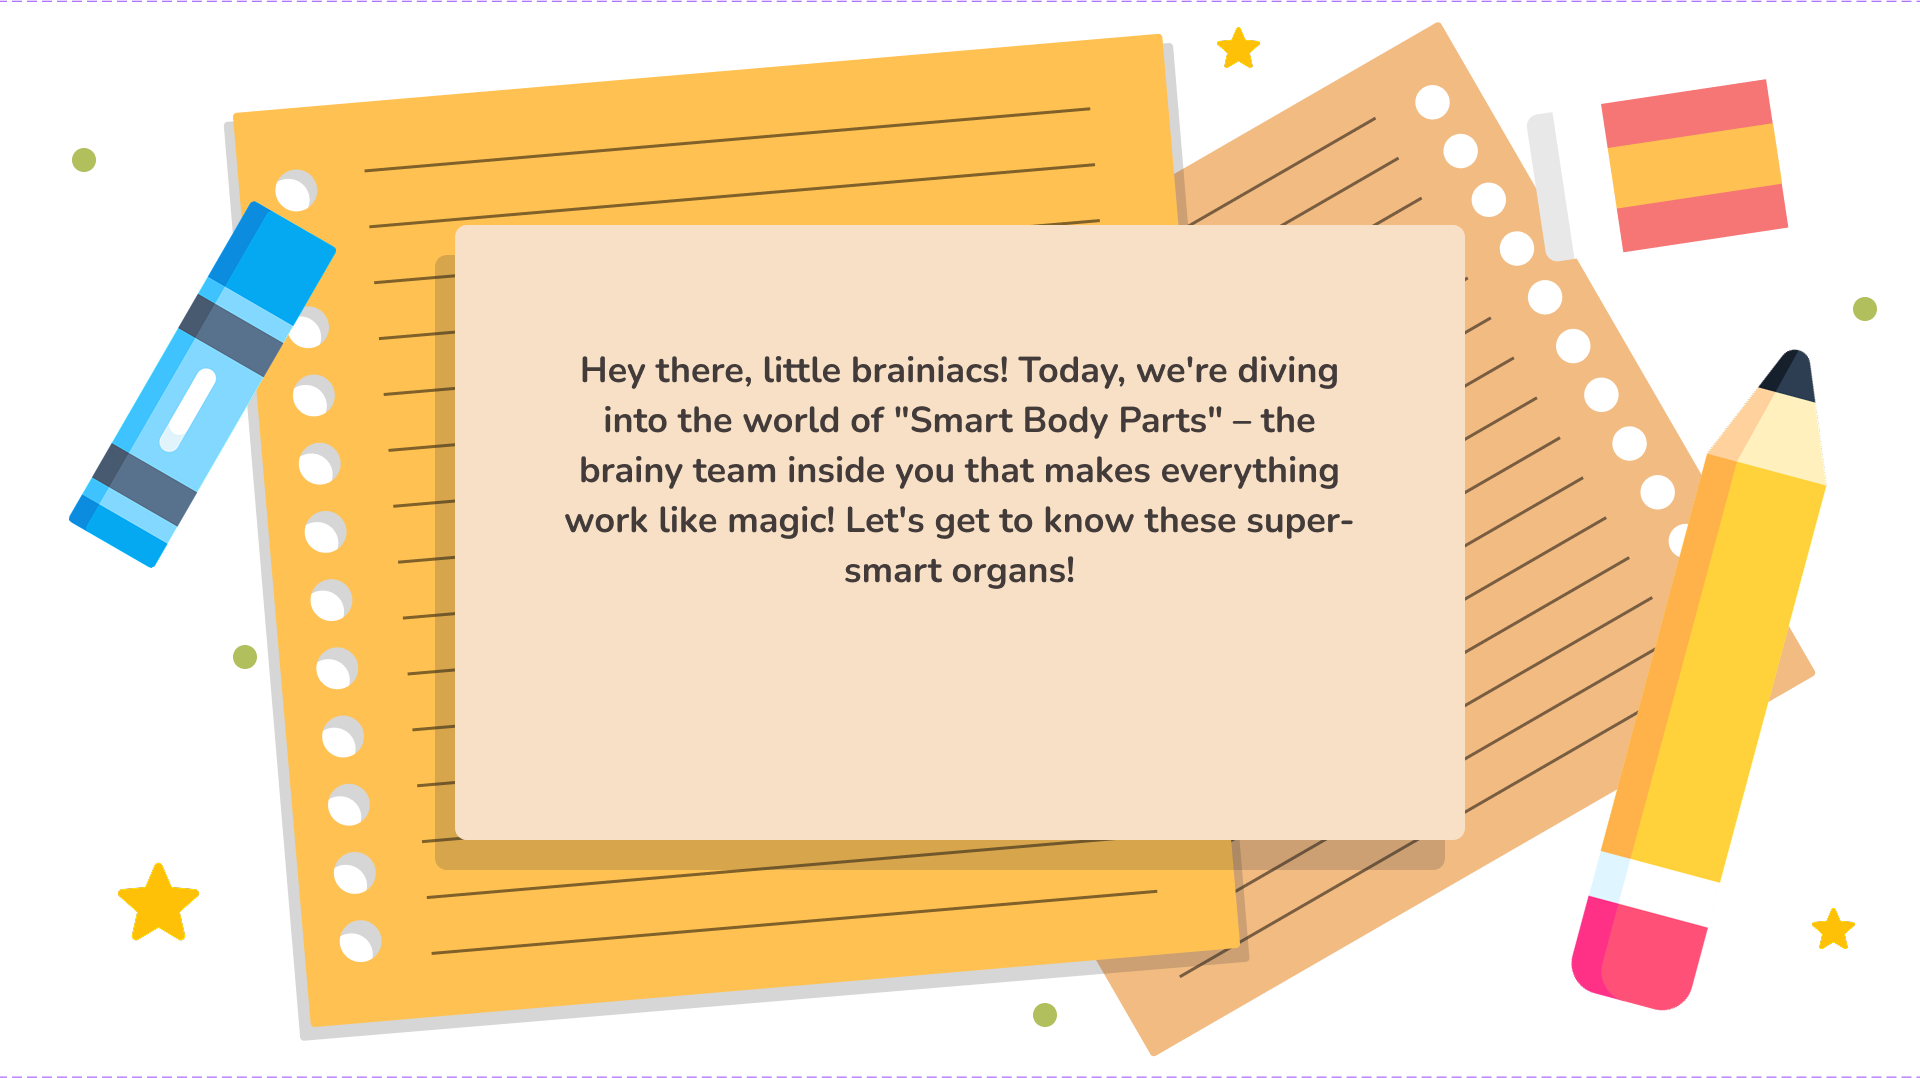 Hey there, little brainiacs! Today, we're diving
into the world of "Smart Body Parts" – the
brainy team inside you that makes everything
work like magic! Let's get to know these super-
smart organs!